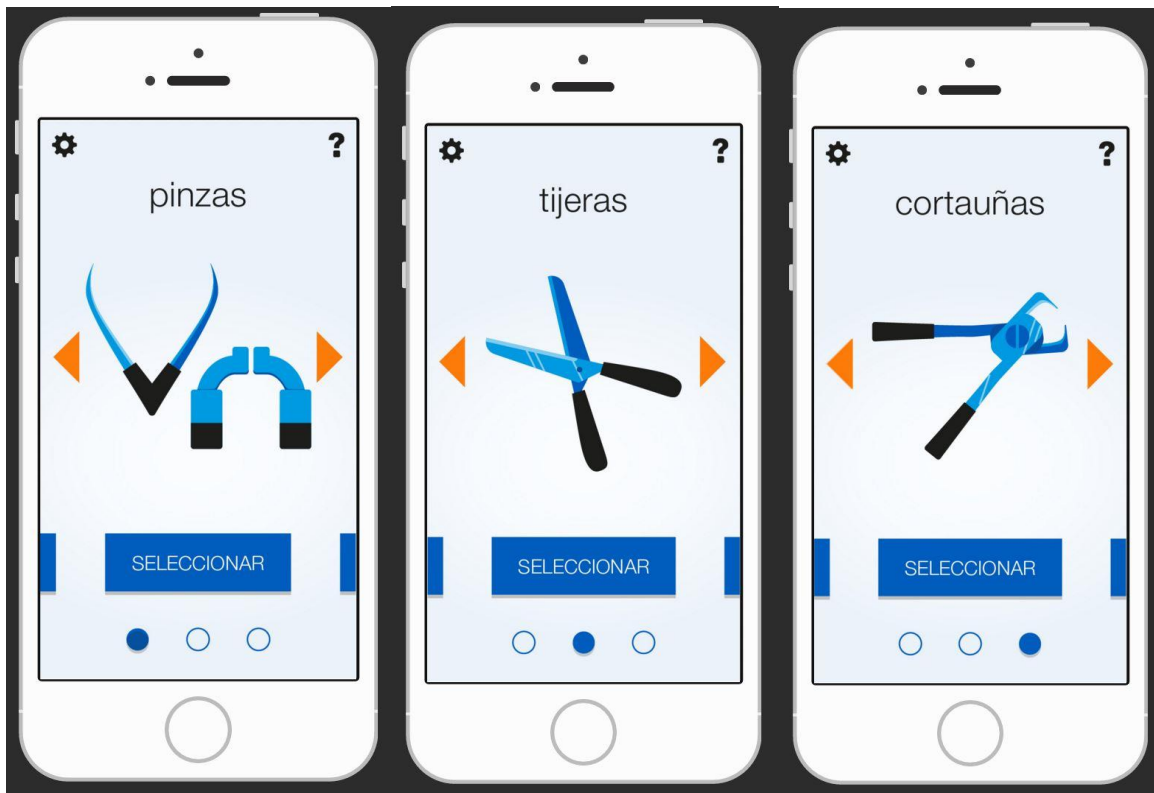 ?
pinzas
SELECCIONAR
?
tijeras
SELECCIONAR
?
cortauñas
SELECCIONAR